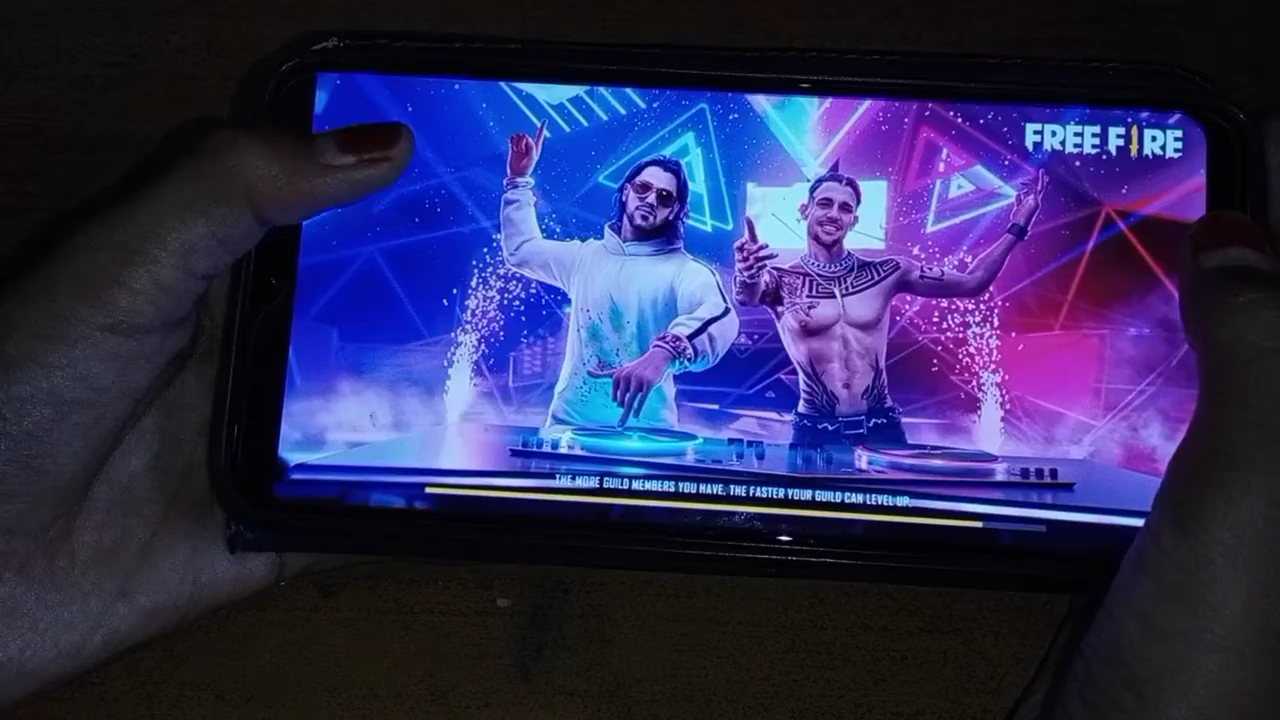 FREE FIRE
THE MORE GUILD MEMBERS YOU HAVE, THE FASTER YOUR GUILD CAN LEVEL UP.